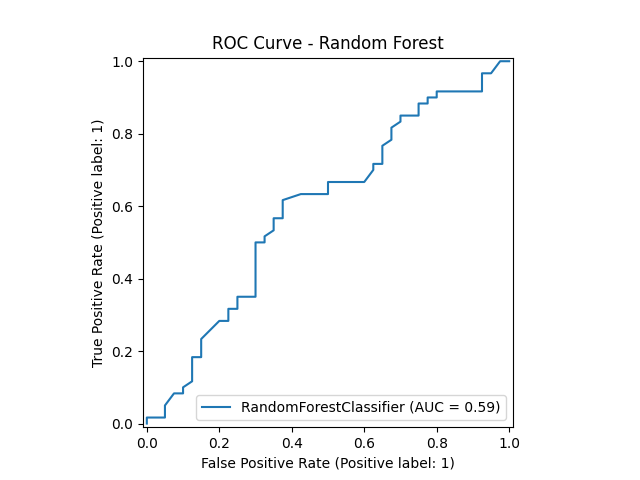 ROC Curve - Random Forest
1.0
0.8
0.6
0.4
0.2
0.0
True Positive Rate (Positive label: 1)
RandomForestClassifier (AUC = 0.59)
0.0 0.2 0.4 0.6 0.8 1.0
False Positive Rate (Positive label: 1)